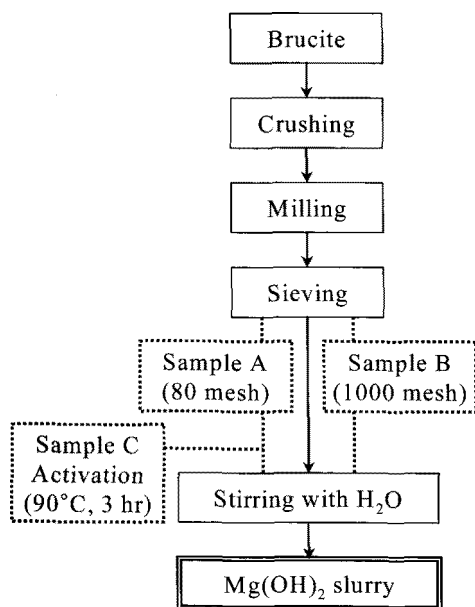 Brucite
Crushing
Milling
Sieving
Sample A
(80 mesh)
Sample B
(1000 mesh)
Sample C
Activation
(90°C, 3 hr)
Stirring with H₂O
Mg(OH)₂ slurry